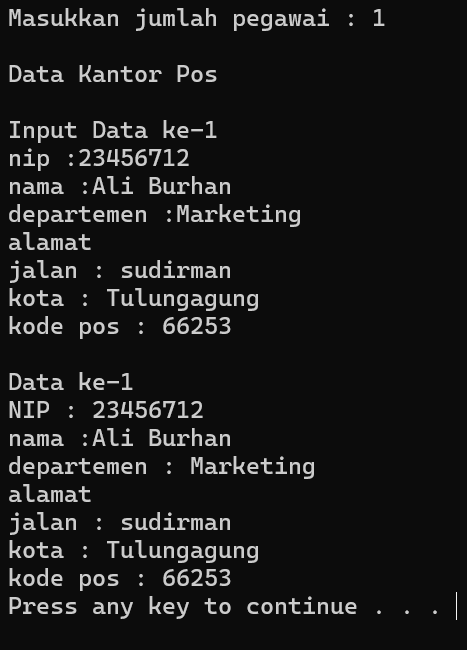 Masukkan jumlah pegawai : 1
Data Kantor Pos
Input Data ke-1
nip :23456712
nama :Ali Burhan
departemen :Marketing
alamat
jalan : sudirman
kota : Tulungagung
kode pos : 66253
Data ke-1
NIP : 23456712
nama :Ali Burhan
departemen : Marketing
alamat
jalan : sudirman
kota : Tulungagung
kode pos : 66253
Press any key to continue . . .